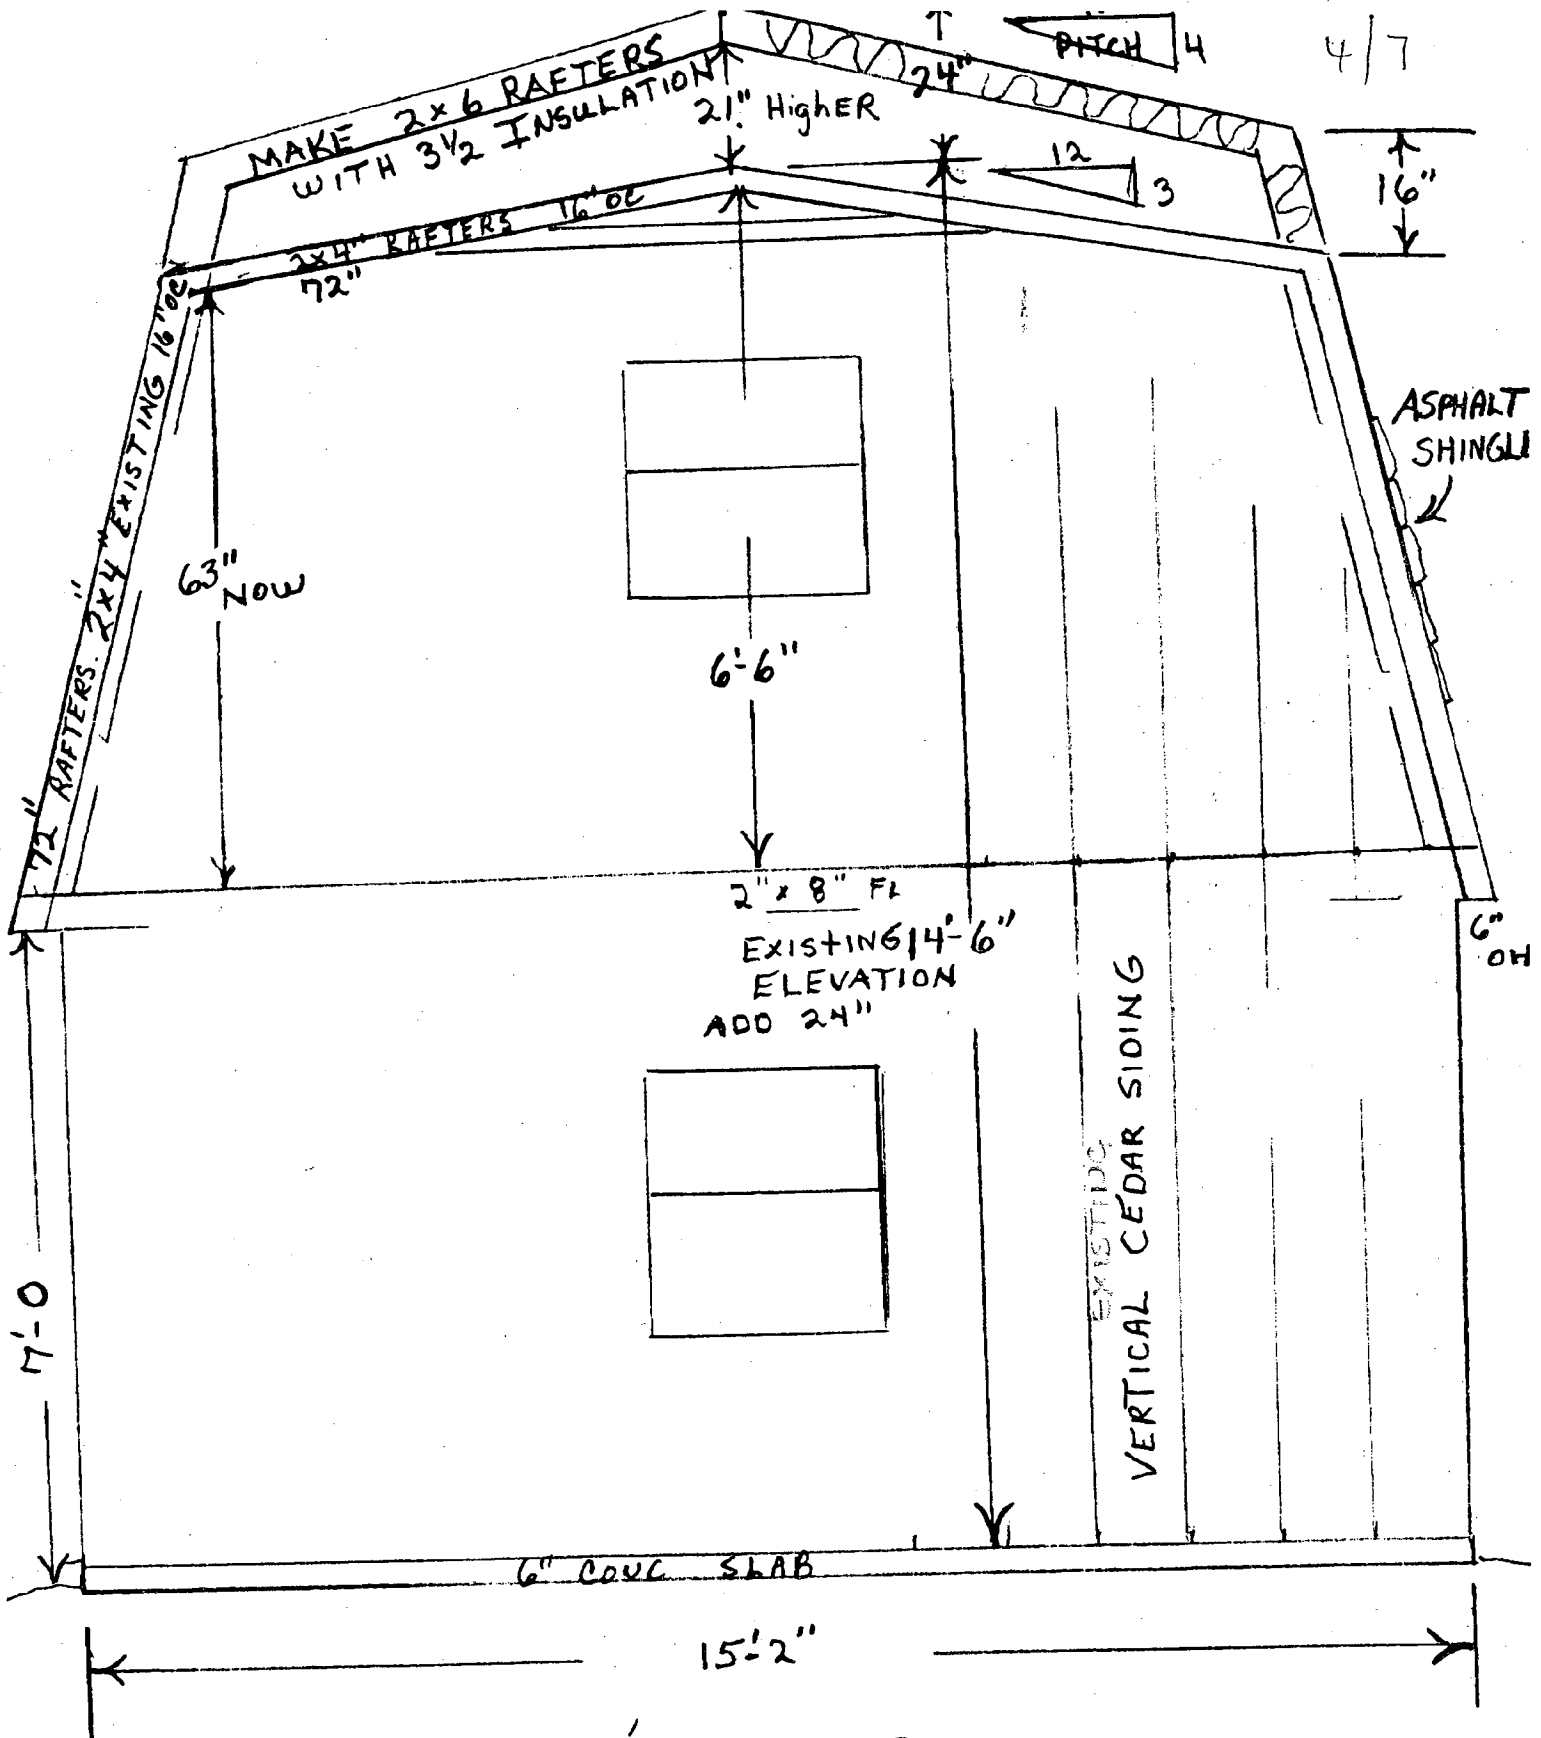 PITCH
4
4/7
24"
MAKE 2x6 RAFTERS
WITH 3½ INSULATION
21" HigHER
12
3
16"
2x4" RAFTERS 16" OC
72"
72" RAFTERS. 2x4" EXISTING 16" OC
ASPHALT
SHINGL
63"
NOW
6'-6"
2" x 8" FL
EXISTING 14'-6"
ELEVATION
ADD 24"
6"
OH
EXISTING
VERTICAL CEDAR SIDING
7'-0
6" CONC SLAB
15'-2"